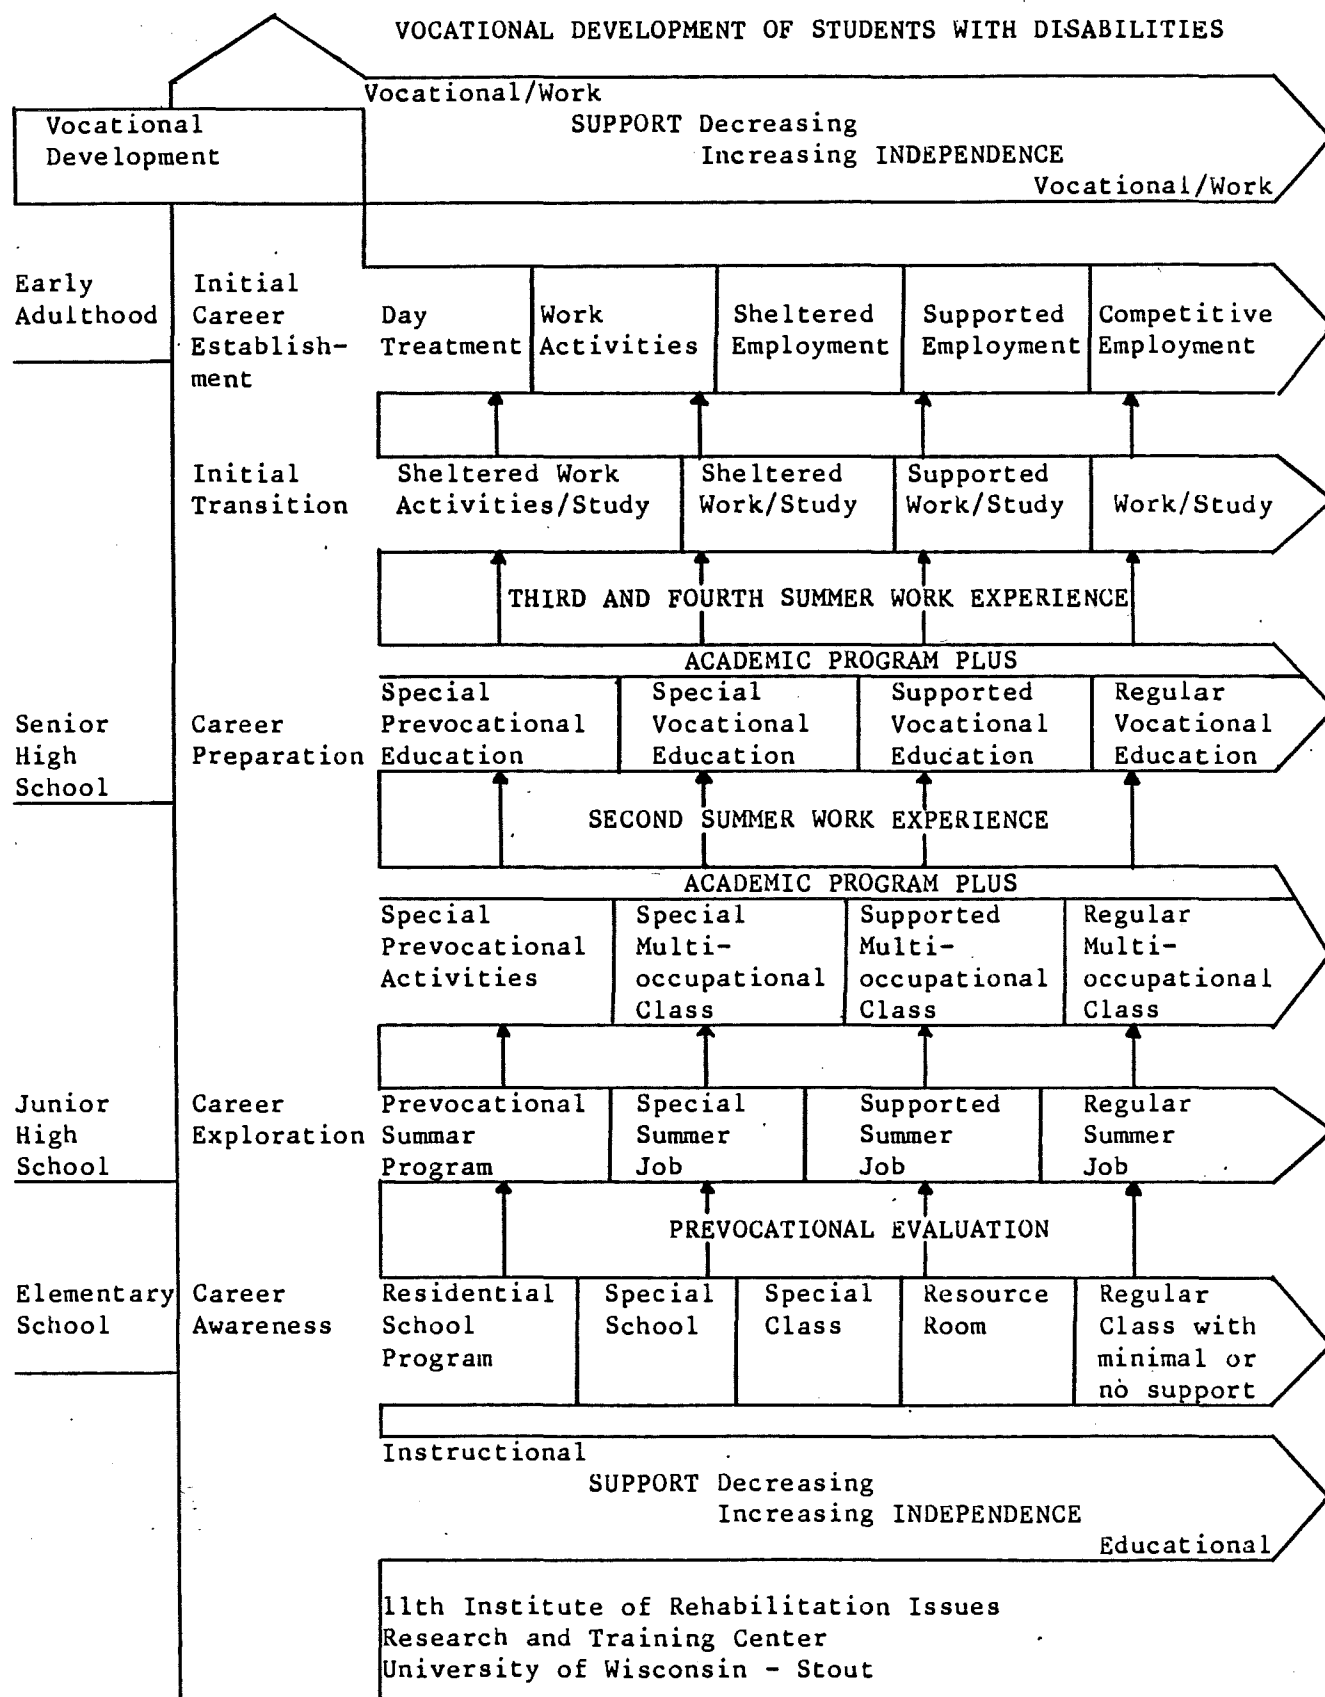 VOCATIONAL DEVELOPMENT OF STUDENTS WITH DISABILITIES
Vocational/Work
Vocational SUPPORT Decreasing
Development Increasing INDEPENDENCE
Vocational/Work
Early Initial
Adulthood Career Day Work Sheltered Supported Competitive
Establish- Treatment Activities Employment Employment Employment
ment
Initial Sheltered Work Sheltered Supported
Transition Activities/Study Work/Study Work/Study Work/Study
THIRD AND FOURTH SUMMER WORK EXPERIENCE
ACADEMIC PROGRAM PLUS
Special Special Supported Regular
Senior Career Prevocational Vocational Vocational Vocational
High Preparation Education Education Education Education
School
SECOND SUMMER WORK EXPERIENCE
ACADEMIC PROGRAM PLUS
Special Special Supported Regular
Prevocational Multi- Multi- Multi-
Activities occupational occupational occupational
Class Class Class
Junior Career Prevocational Special Supported Regular
High Exploration Summar Summer Summer Summer
School Program Job Job Job
PREVOCATIONAL EVALUATION
Elementary Career Residential Special Special Resource Regular
School Awareness School School Class Room Class with
Program minimal or
no support
Instructional
SUPPORT Decreasing
Increasing INDEPENDENCE
Educational
11th Institute of Rehabilitation Issues
Research and Training Center
University of Wisconsin - Stout